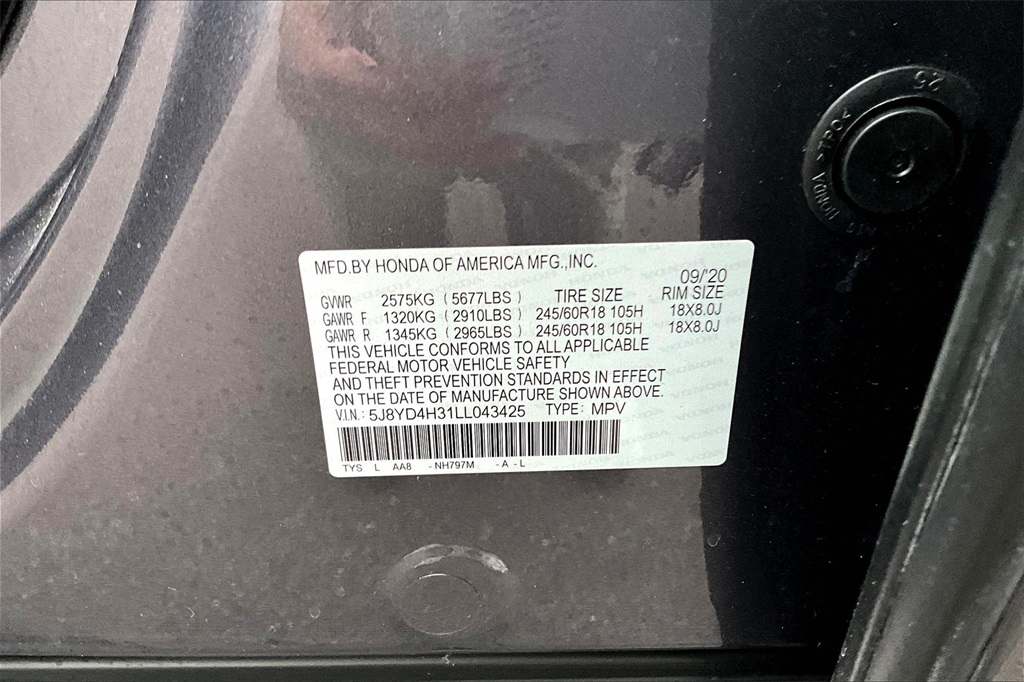 25
HONDA >TPO<
MFD.BY HONDA OF AMERICA MFG.,INC.
09/'20
GVWR 2575KG (5677LBS) TIRE SIZE RIM SIZE
GAWR F 1320KG (2910LBS) 245/60R18 105H 18X8.0J
GAWR R 1345KG (2965LBS) 245/60R18 105H 18X8.0J
THIS VEHICLE CONFORMS TO ALL APPLICABLE
FEDERAL MOTOR VEHICLE SAFETY
AND THEFT PREVENTION STANDARDS IN EFFECT
ON THE DATE OF MANUFACTURE SHOWN ABOVE.
V.I.N.: 5J8YD4H31LL043425 TYPE: MPV
TYS L AA8 - NH797M - A - L